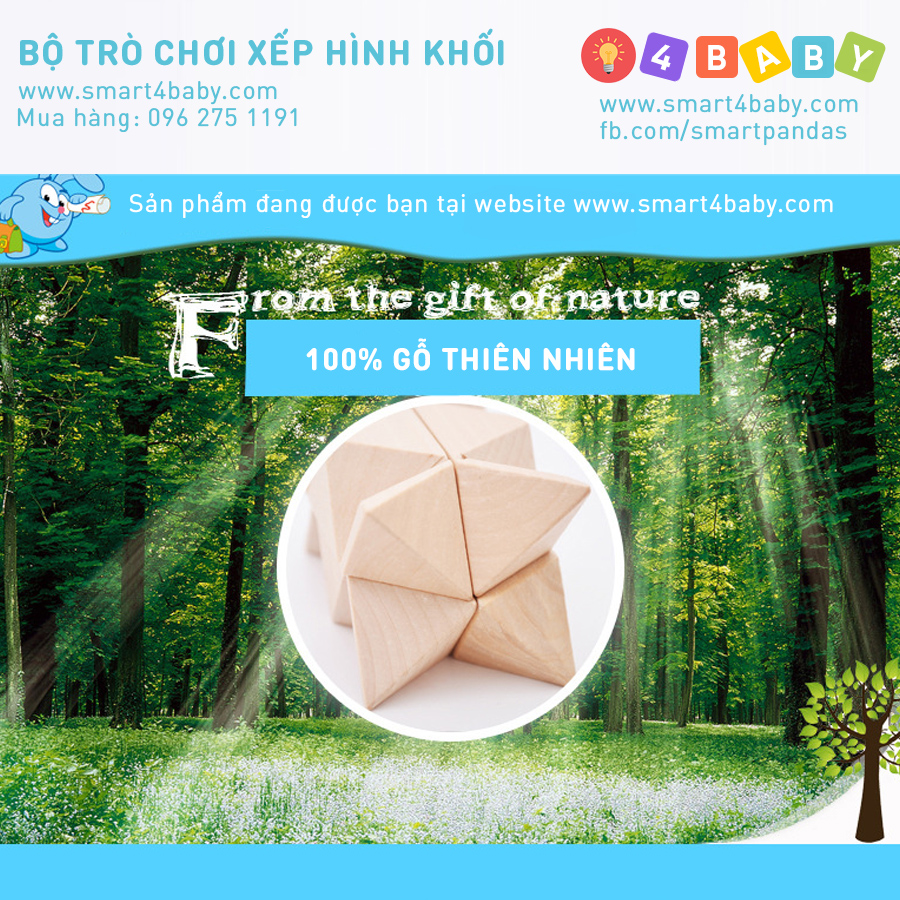 BỘ TRÒ CHƠI XẾP HÌNH KHỐI
www.smart4baby.com
Mua hàng: 096 275 1191
4BABY
www.smart4baby.com
fb.com/smartpandas
Sản phẩm đang được bạn tại website www.smart4baby.com
From the gift of nature
100% GỖ THIÊN NHIÊN